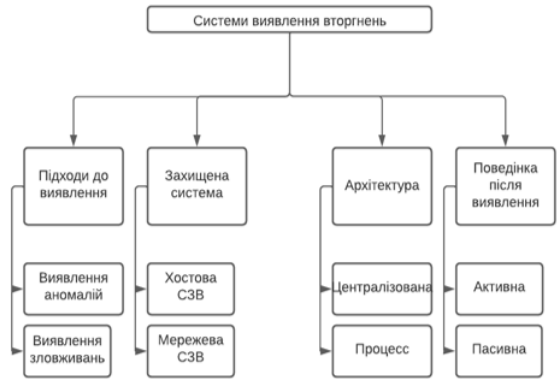 Системи виявлення вторгнень
Підходи до
виявлення
Захищена
система
Архітектура
Поведінка
після
виявлення
Виявлення
аномалій
Хостова
СЗВ
Централізована
Активна
Виявлення
зловживань
Мережева
СЗВ
Процесс
Пасивна